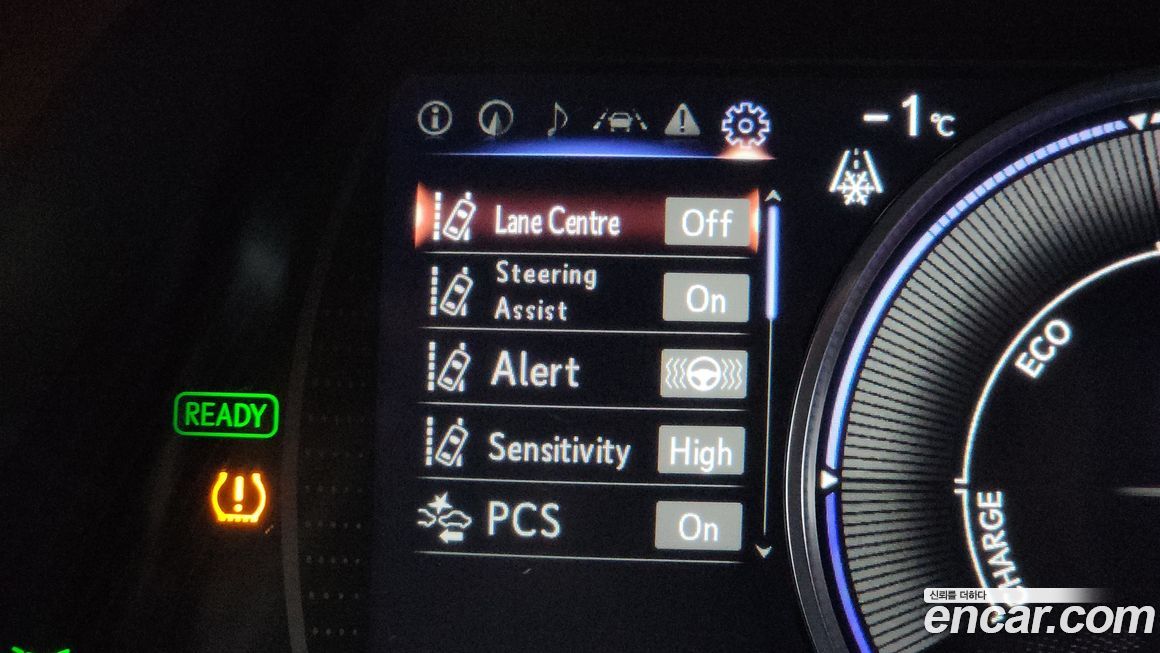 -1℃
Lane Centre Off
Steering
Assist On
Alert
Sensitivity High
PCS On
READY
ECO
CHARGE
신뢰를 더하다
encar.com